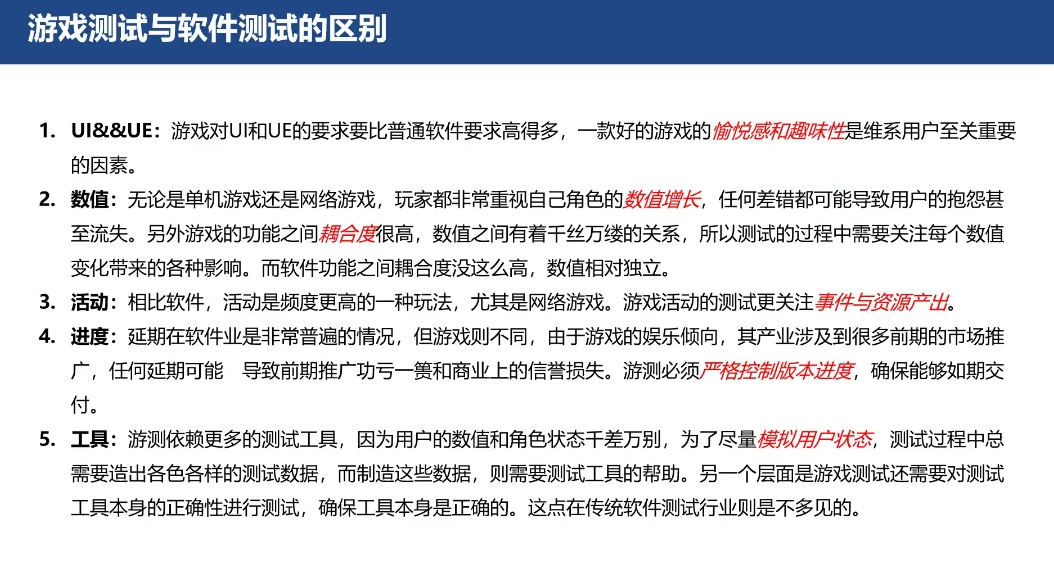 游戏测试与软件测试的区别
1. UI&&UE：游戏对UI和UE的要求要比普通软件要求高得多，一款好的游戏的愉悦感和趣味性是维系用户至关重要
的因素。
2. 数值：无论是单机游戏还是网络游戏，玩家都非常重视自己角色的数值增长，任何差错都可能导致用户的抱怨甚
至流失。另外游戏的功能之间耦合度很高，数值之间有着千丝万缕的关系，所以测试的过程中需要关注每个数值
变化带来的各种影响。而软件功能之间耦合度没这么高，数值相对独立。
3. 活动：相比软件，活动是频度更高的一种玩法，尤其是网络游戏。游戏活动的测试更关注事件与资源产出。
4. 进度：延期在软件业是非常普遍的情况，但游戏则不同，由于游戏的娱乐倾向，其产业涉及到很多前期的市场推
广，任何延期可能　导致前期推广功亏一篑和商业上的信誉损失。游测必须严格控制版本进度，确保能够如期交
付。
5. 工具：游测依赖更多的测试工具，因为用户的数值和角色状态千差万别，为了尽量模拟用户状态，测试过程中总
需要造出各色各样的测试数据，而制造这些数据，则需要测试工具的帮助。另一个层面是游戏测试还需要对测试
工具本身的正确性进行测试，确保工具本身是正确的。这点在传统软件测试行业则是不多见的。